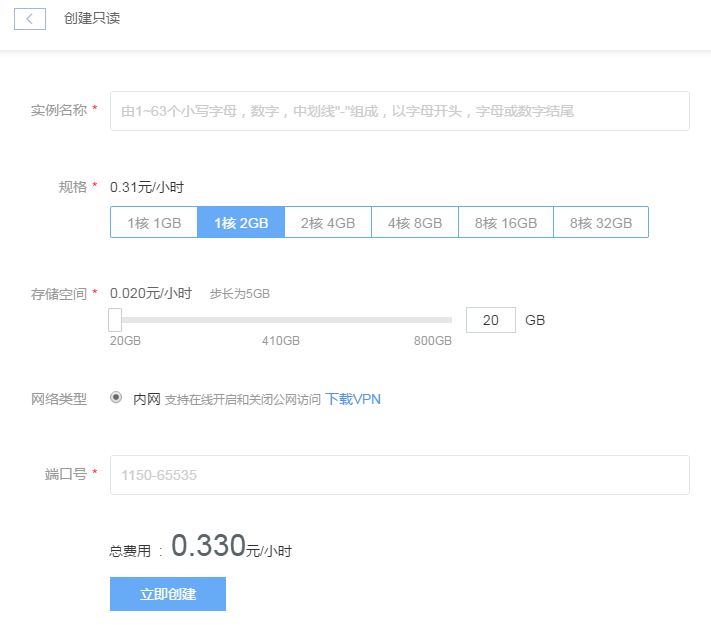 创建只读
实例名称 * 由1~63个小写字母，数字，中划线"-"组成，以字母开头，字母或数字结尾
规格 * 0.31元/小时
1核 1GB 1核 2GB 2核 4GB 4核 8GB 8核 16GB 8核 32GB
存储空间 * 0.020元/小时 步长为5GB
20 GB
20GB 410GB 800GB
网络类型 内网 支持在线开启和关闭公网访问 下载VPN
端口号 * 1150-65535
总费用 : 0.330元/小时
立即创建